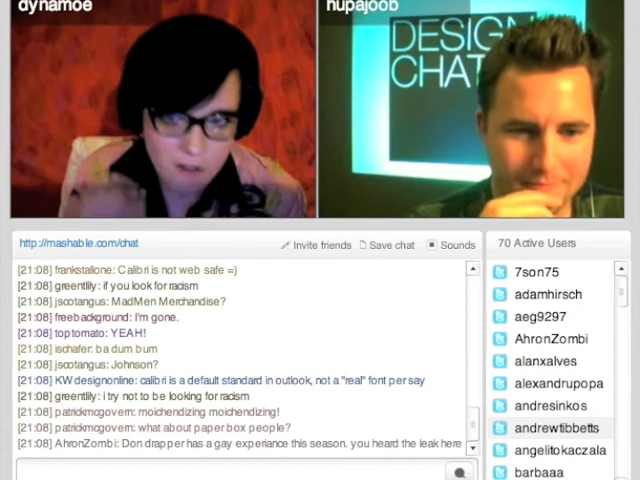 dynamoe
hupajoob
DESIGN
CHAT
http://mashable.com/chat
Invite friends
Save chat
Sounds
70 Active Users
[21:08] frankstallone: Calibri is not web safe =)
[21:08] greentlily: if you look for racism
[21:08] jscotangus: MadMen Merchandise?
[21:08] freebackground: I'm gone.
[21:08] toptomato: YEAH!
[21:08] ischafer: ba dum bum
[21:08] jscotangus: Johnson?
[21:08] KW designonline: calibri is a default standard in outlook, not a "real" font per say
[21:08] greentlily: i try not to be looking for racism
[21:08] patrickmcgovern: moichendizing moichendizing!
[21:08] patrickmcgovern: what about paper box people?
[21:08] AhronZombi: Don drapper has a gay experiance this season. you heard the leak here
7son75
adamhirsch
aeg9297
AhronZombi
alanxalves
alexandrupopa
andresinkos
andrewtibbetts
angelitokaczala
barbaaa